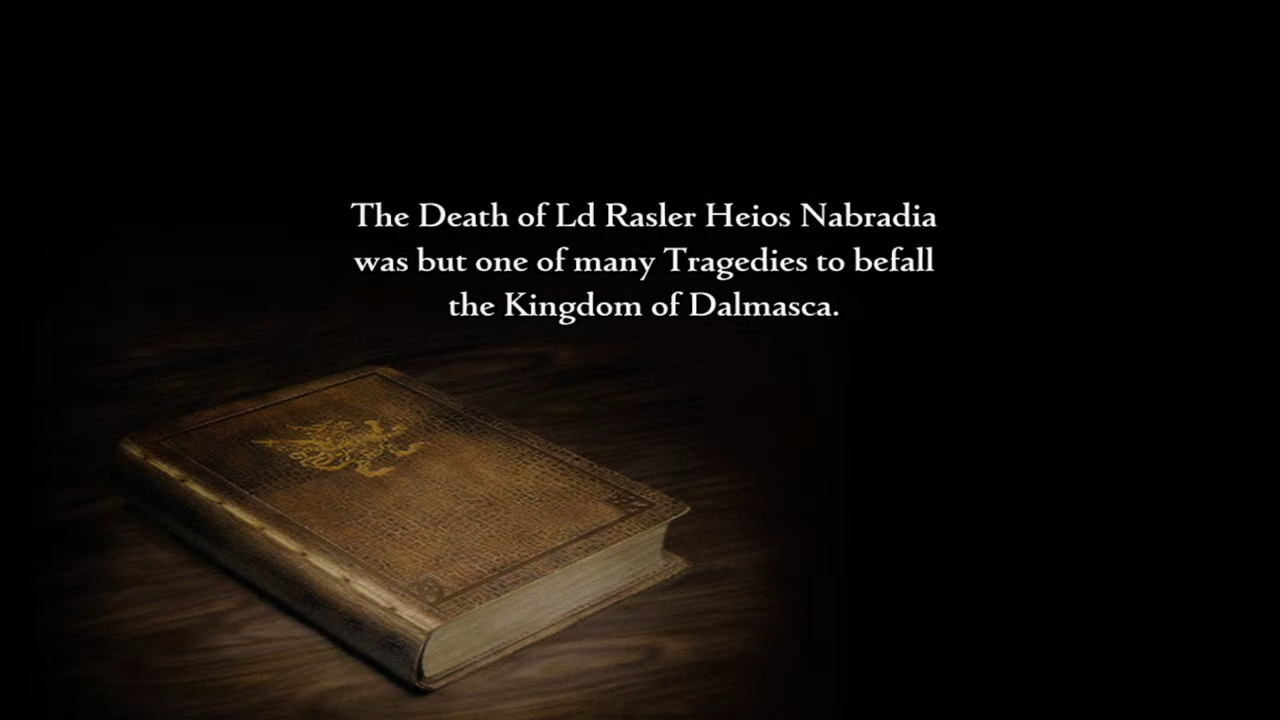 The Death of Ld Rasler Heios Nabradia
was but one of many Tragedies to befall
the Kingdom of Dalmasca.